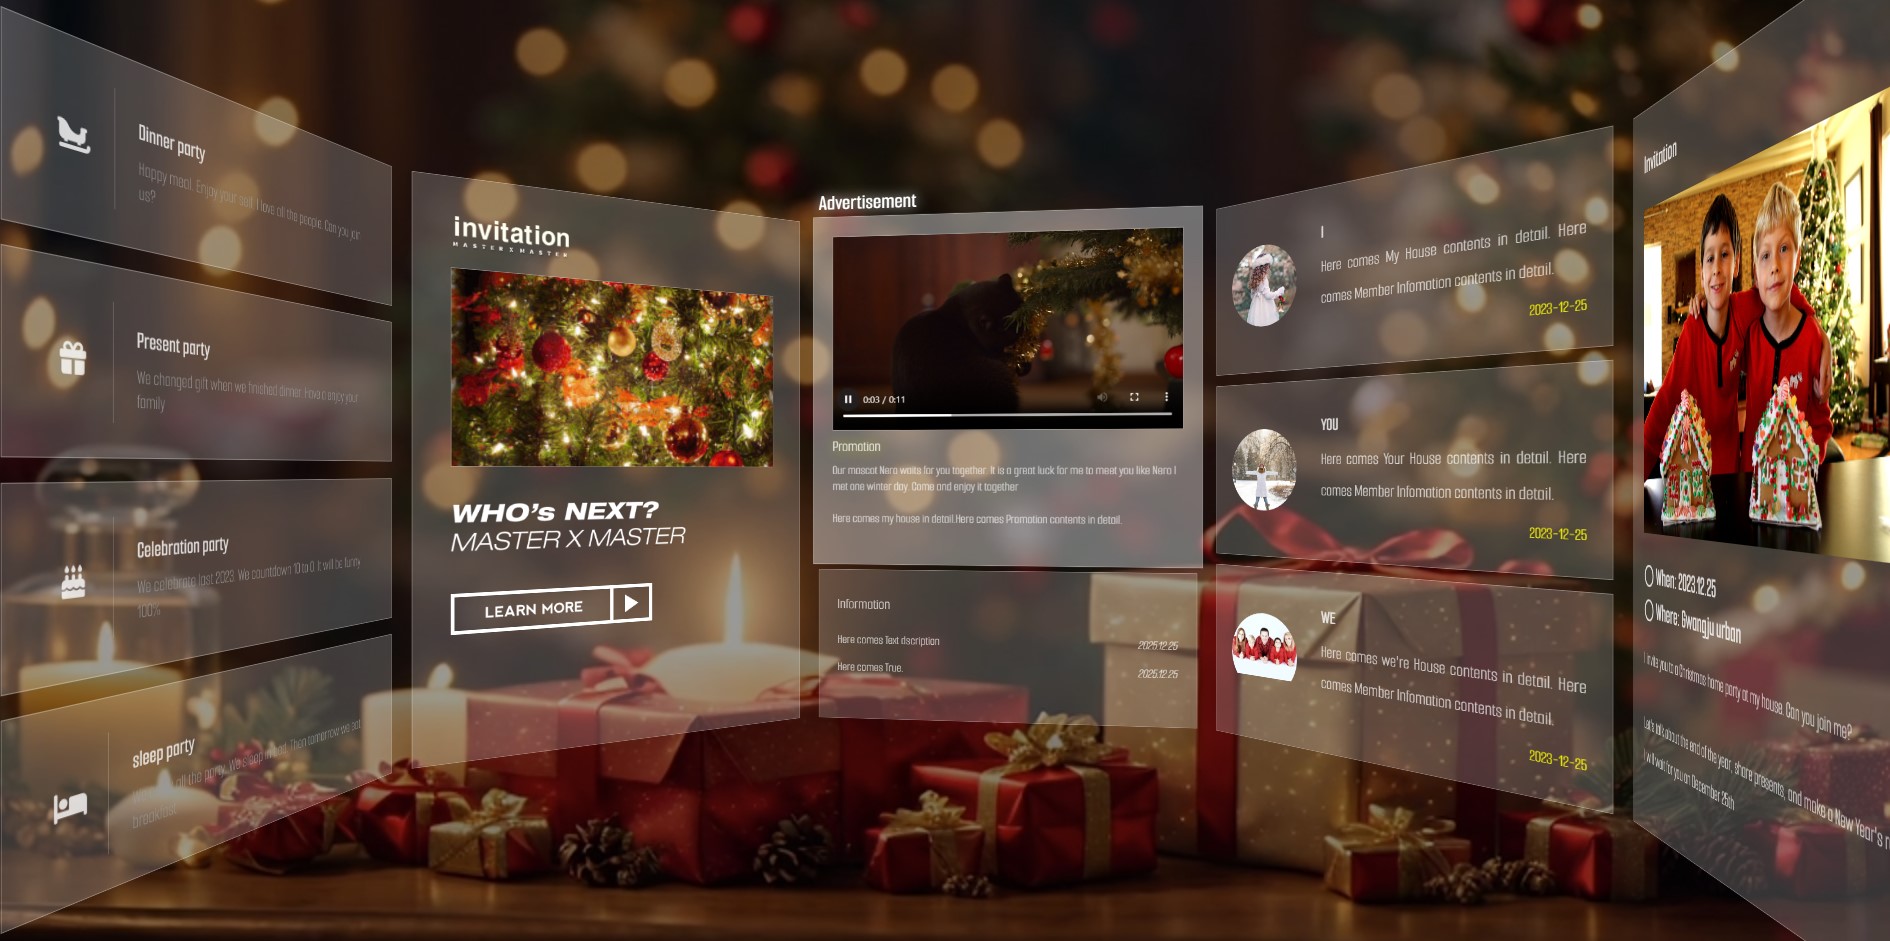 Dinner party
Happy meal. Enjoy your self. I love all the people. Can you join
us?
Present party
We changed gift when we finished dinner. Have a enjoy your
family
Celebration party
We celebrate last 2023. We countdown 10 to 0. It will be funny
100%
sleep party
all the party. We sleep in bed. Then tomorrow we eat
breakfast
invitation
MASTER X MASTER
WHO's NEXT?
MASTER X MASTER
LEARN MORE
Advertisement
0:03 / 0:11
Promotion
Our mascot Nero waits for you together. It is a great luck for me to meet you like Nero I
met one winter day. Come and enjoy it together
Here comes my house in detail.Here comes Promotion contents in detail.
Information
Here comes Text dscription
2025.12.25
Here comes True.
2025.12.25
I
Here comes My House contents in detail. Here
comes Member Infomation contents in detail.
2023-12-25
YOU
Here comes Your House contents in detail. Here
comes Member Infomation contents in detail.
2023-12-25
WE
Here comes we're House contents in detail. Here
comes Member Infomation contents in detail.
2023-12-25
Invitation
When: 2023.12.25
Where: Gwangju urban
I invite you to a Christmas home party at my house. Can you join me?
Let's talk about the end of the year, share presents, and make a New Year's
I will wait for you on December 25th